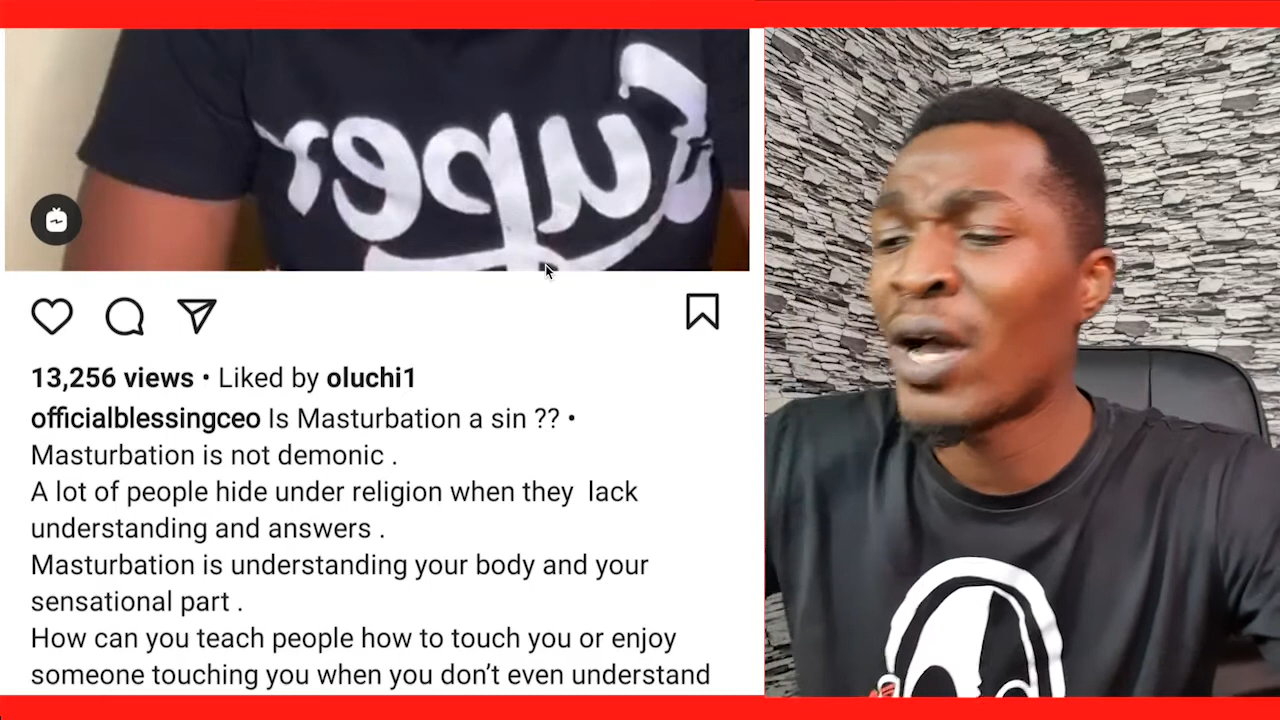 Super
13,256 views • Liked by oluchi1
officialblessingceo Is Masturbation a sin ?? •
Masturbation is not demonic .
A lot of people hide under religion when they lack
understanding and answers .
Masturbation is understanding your body and your
sensational part .
How can you teach people how to touch you or enjoy
someone touching you when you don’t even understand